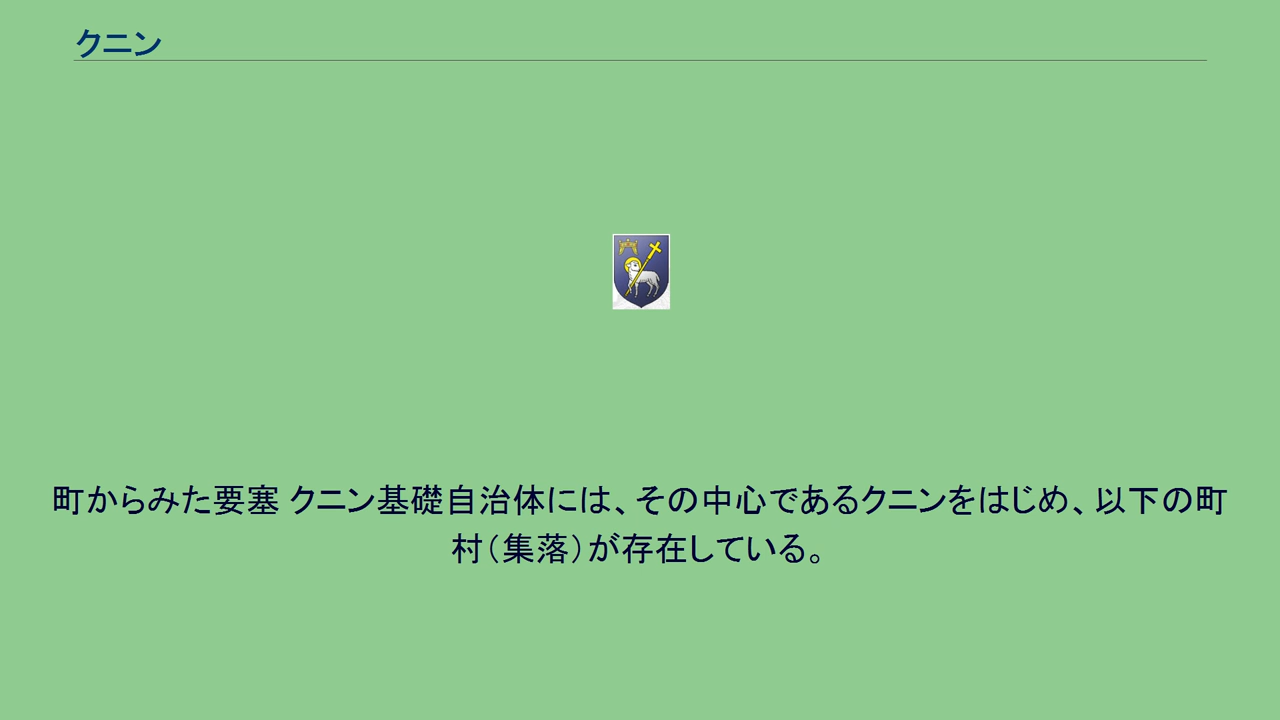 クニン
町からみた要塞 クニン基礎自治体には、その中心であるクニンをはじめ、以下の町
村（集落）が存在している。